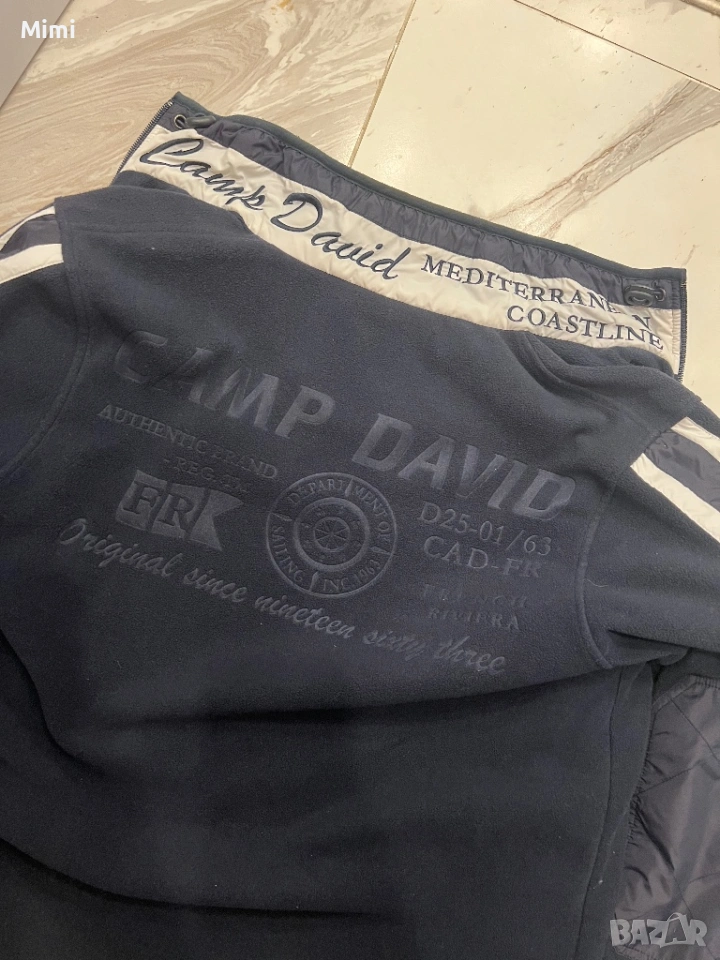 Mimi
Camp David MEDITERRANEAN
COASTLINE
CAMP DAVID
AUTHENTIC BRAND
- REG. TM.
FR
DEPARTMENT OF
SAILING INC. 1963
D25-01/63
CAD-FR
FRENCH
RIVIERA
Original since nineteen sixty three
BAZAR